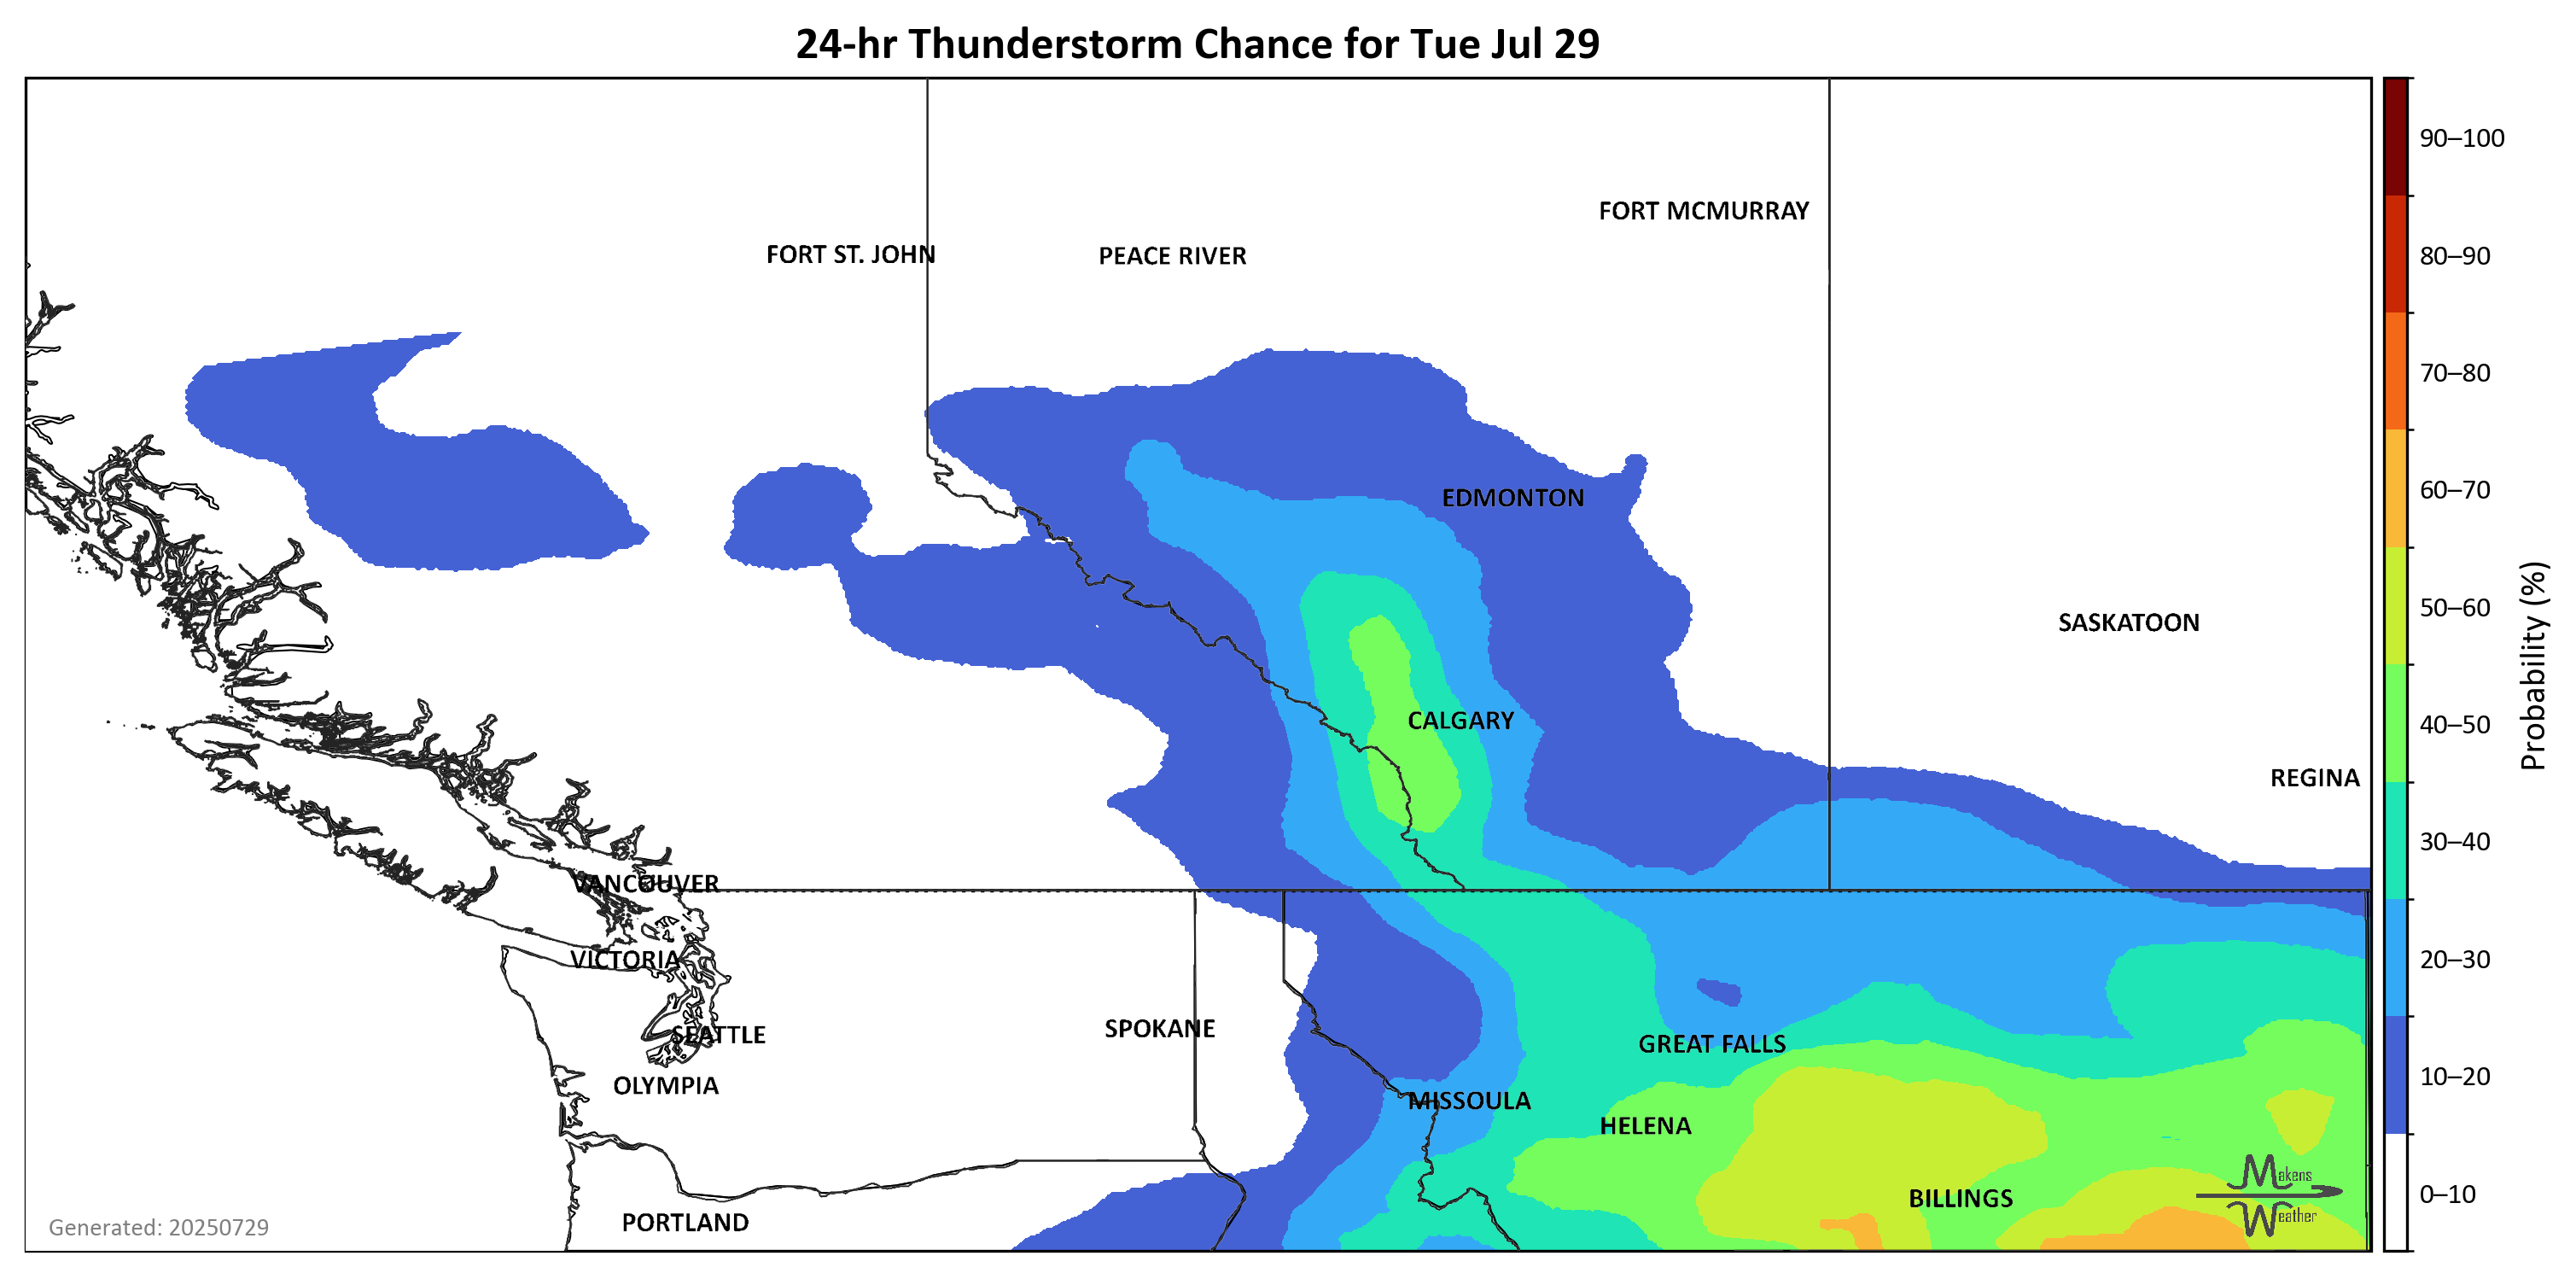 24-hr Thunderstorm Chance for Tue Jul 29
90–100
FORT MCMURRAY
FORT ST. JOHN
PEACE RIVER
80–90
70–80
EDMONTON
60–70
SASKATOON
50–60
CALGARY
40–50
Probability (%)
REGINA
30–40
VANCOUVER
VICTORIA
20–30
SEATTLE
SPOKANE
GREAT FALLS
OLYMPIA
MISSOULA
10–20
HELENA
Makens
Weather
BILLINGS
0–10
PORTLAND
Generated: 20250729